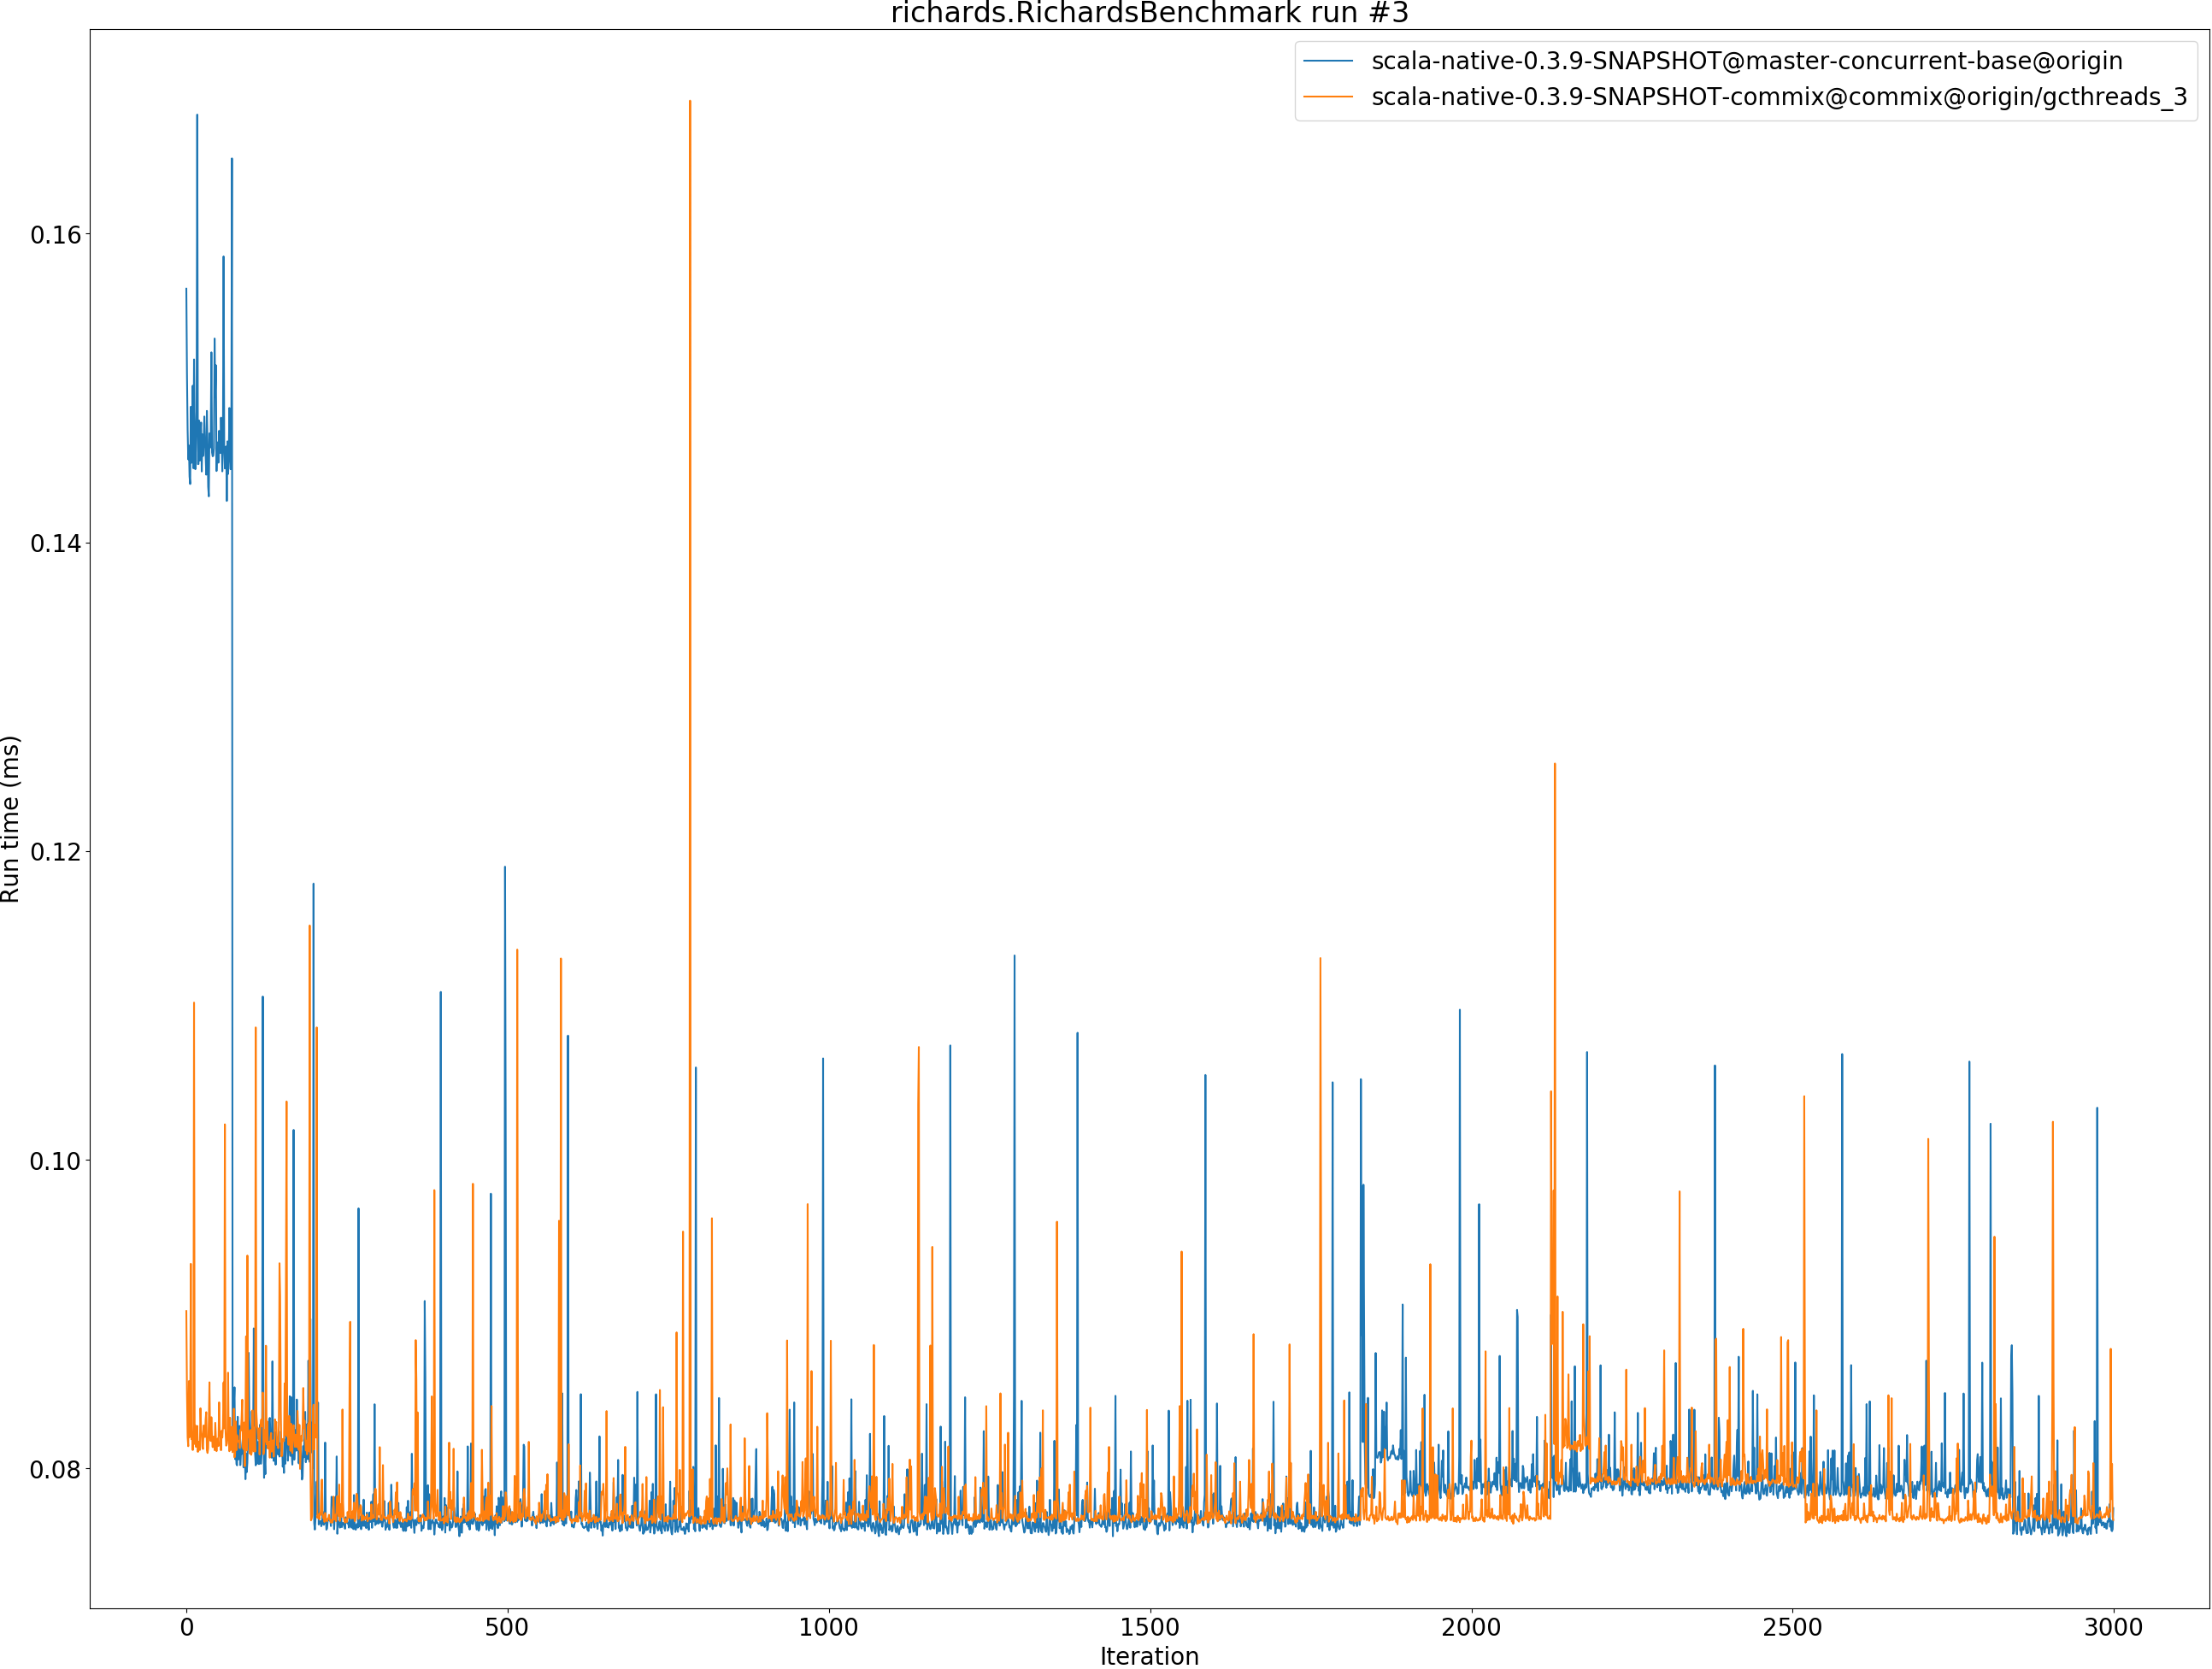 richards.RichardsBenchmark run #3
scala-native-0.3.9-SNAPSHOT@master-concurrent-base@origin
scala-native-0.3.9-SNAPSHOT-commix@commix@origin/gcthreads_3
Run time (ms)
0.16
0.14
0.12
0.10
0.08
0
500
1000
1500
2000
2500
3000
Iteration